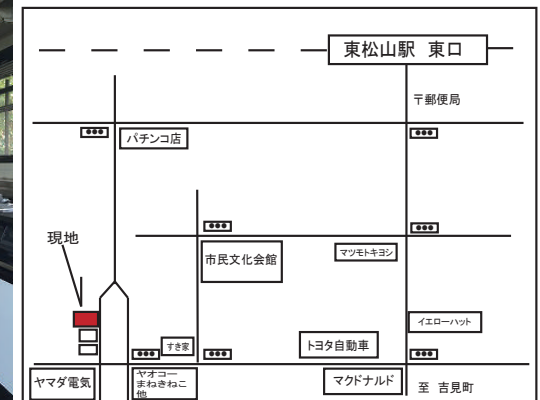 東松山駅 東口
〒郵便局
パチンコ店
現地
市民文化会館
マツモトキヨシ
イエローハット
すき家
トヨタ自動車
ヤマダ電気
ヤオコー
まねきねこ
他
マクドナルド
至 吉見町